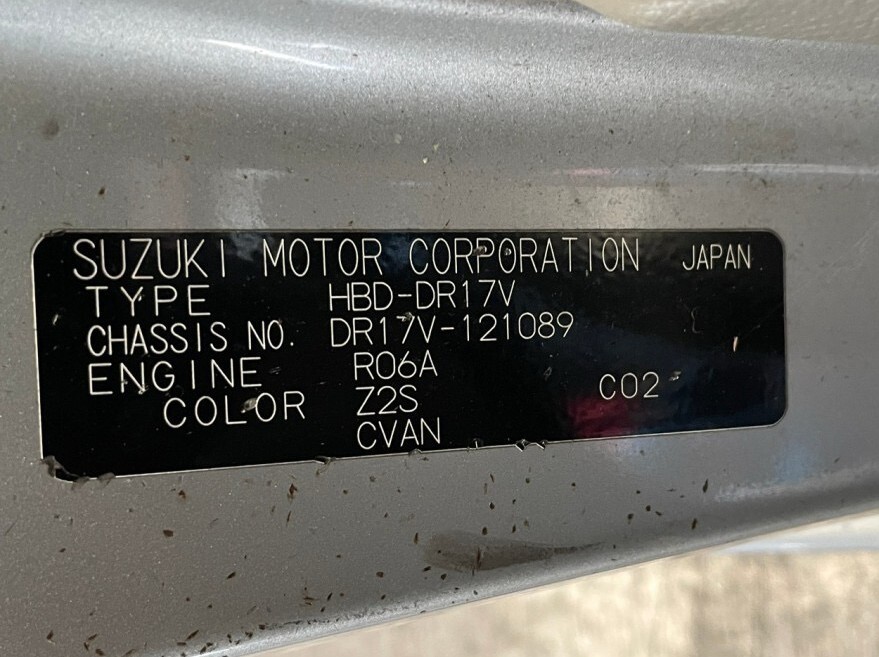 SUZUKI MOTOR CORPORATION JAPAN
TYPE HBD-DR17V
CHASSIS NO. DR17V-121089
ENGINE R06A
COLOR Z2S C02
CVAN